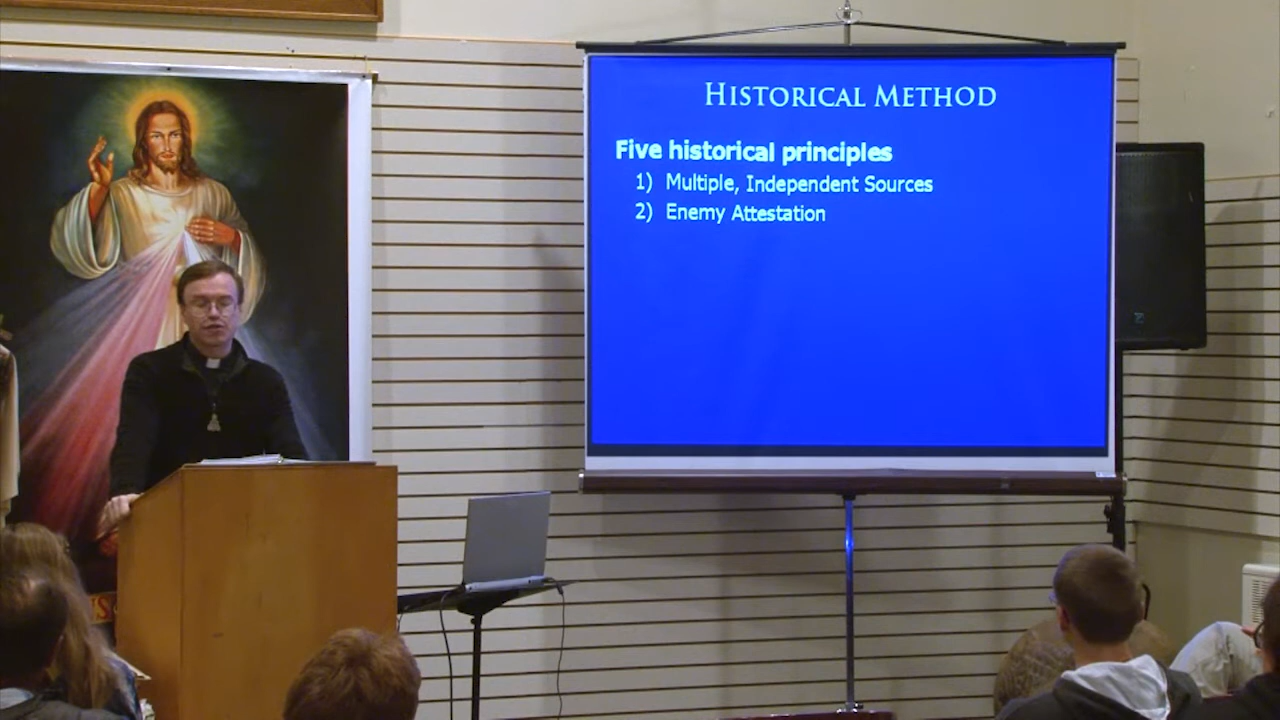 HISTORICAL METHOD
Five historical principles
1) Multiple, Independent Sources
2) Enemy Attestation